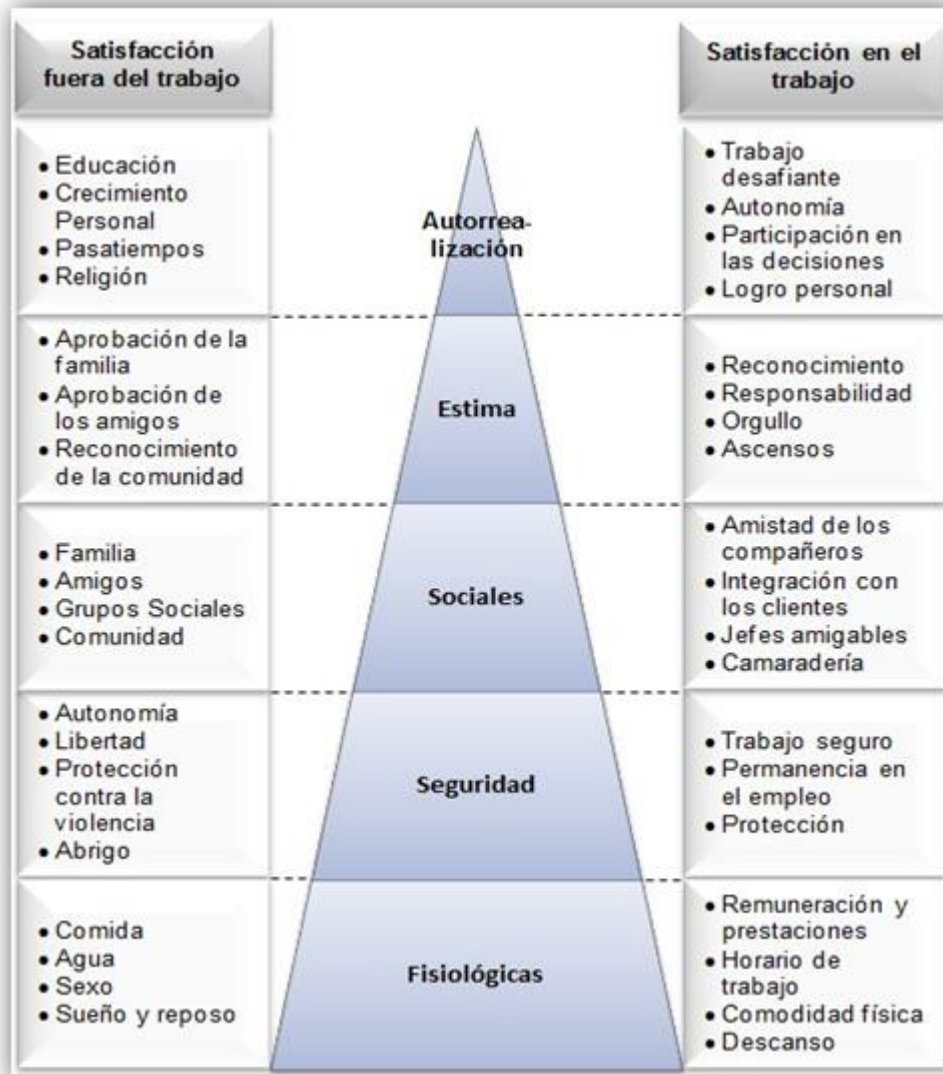 Satisfacción
fuera del trabajo
Satisfacción en el
trabajo
• Educación
• Crecimiento
Personal
• Pasatiempos
• Religión
Autorrea-
lización
• Trabajo
desafiante
• Autonomía
• Participación en
las decisiones
• Logro personal
• Aprobación de la
familia
• Aprobación de
los amigos
• Reconocimiento
de la comunidad
Estima
• Reconocimiento
• Responsabilidad
• Orgullo
• Ascensos
• Familia
• Amigos
• Grupos Sociales
• Comunidad
Sociales
• Amistad de los
compañeros
• Integración con
los clientes
• Jefes amigables
• Camaradería
• Autonomía
• Libertad
• Protección
contra la
violencia
• Abrigo
Seguridad
• Trabajo seguro
• Permanencia en
el empleo
• Protección
• Comida
• Agua
• Sexo
• Sueño y reposo
Fisiológicas
• Remuneración y
prestaciones
• Horario de
trabajo
• Comodidad física
• Descanso